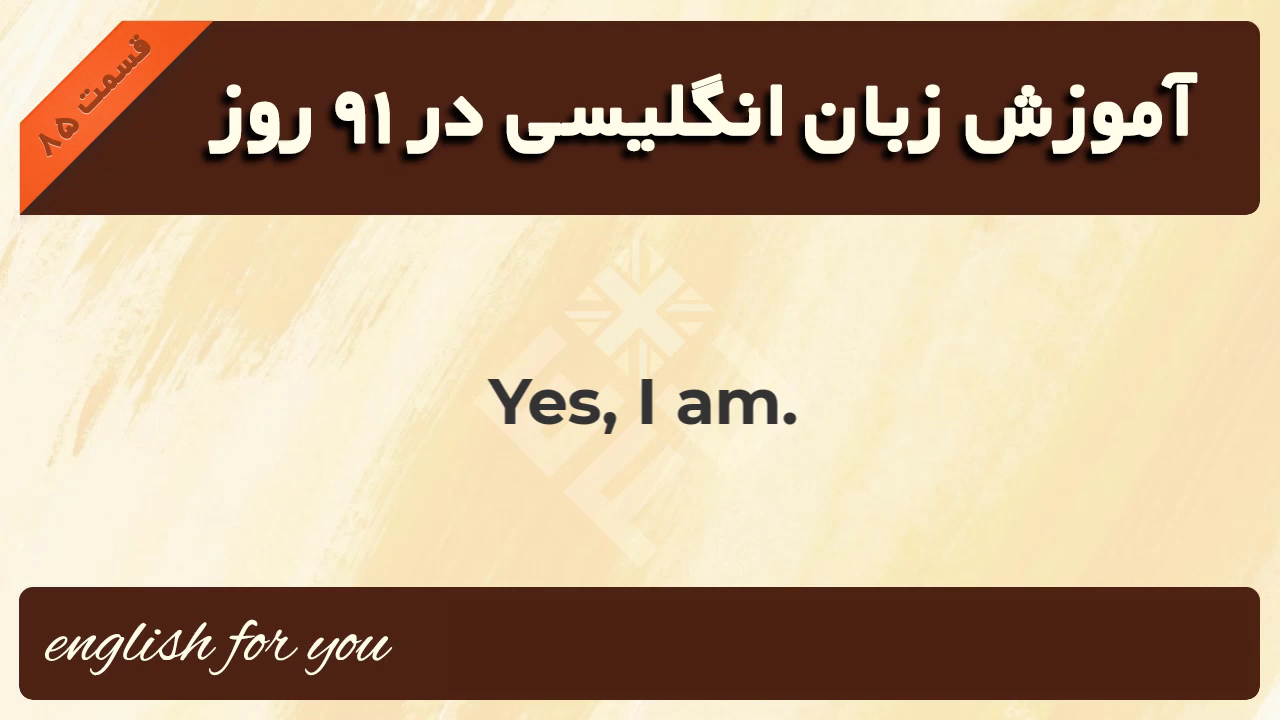 آموزش زبان انگلیسی در ۹۱ روز
قسمت ۸۵
Yes, I am.
english for you